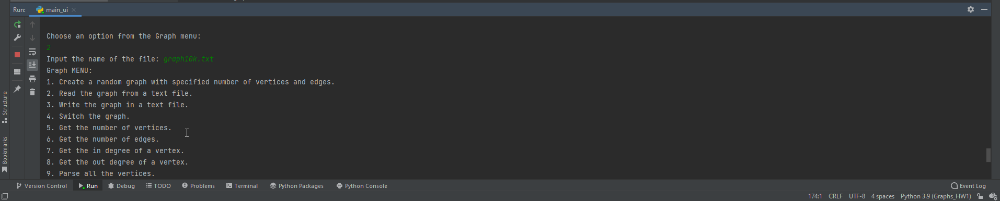 Run: main_ui
Choose an option from the Graph menu:
2
Input the name of the file: graph10k.txt
Graph MENU:
1. Create a random graph with specified number of vertices and edges.
2. Read the graph from a text file.
3. Write the graph in a text file.
4. Switch the graph.
5. Get the number of vertices.
6. Get the number of edges.
7. Get the in degree of a vertex.
8. Get the out degree of a vertex.
9. Parse all the vertices.
Structure
Bookmarks
Version Control Run Debug TODO Problems Terminal Python Packages Python Console Event Log
174:1 CRLF UTF-8 4 spaces Python 3.9 (Graphs_HW1)